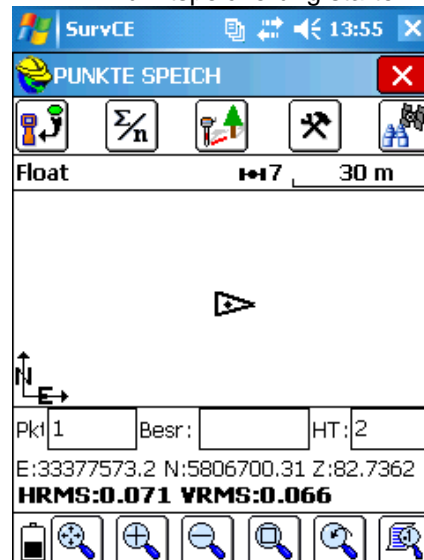 SurvCE 13:55
PUNKTE SPEICH
Σ/n
Float 7 30 m
N
E
Pkt 1 Besr: HT: 2
E:33377573.2 N:5806700.31 Z:82.7362
HRMS:0.071 VRMS:0.066